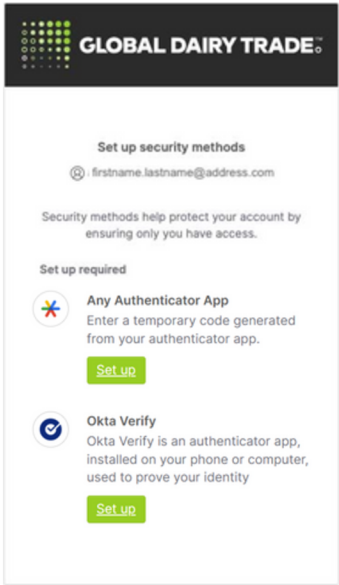 GLOBAL DAIRY TRADE™
Set up security methods
firstname.lastname@address.com
Security methods help protect your account by
ensuring only you have access.
Set up required
Any Authenticator App
Enter a temporary code generated
from your authenticator app.
Set up
Okta Verify
Okta Verify is an authenticator app,
installed on your phone or computer,
used to prove your identity
Set up